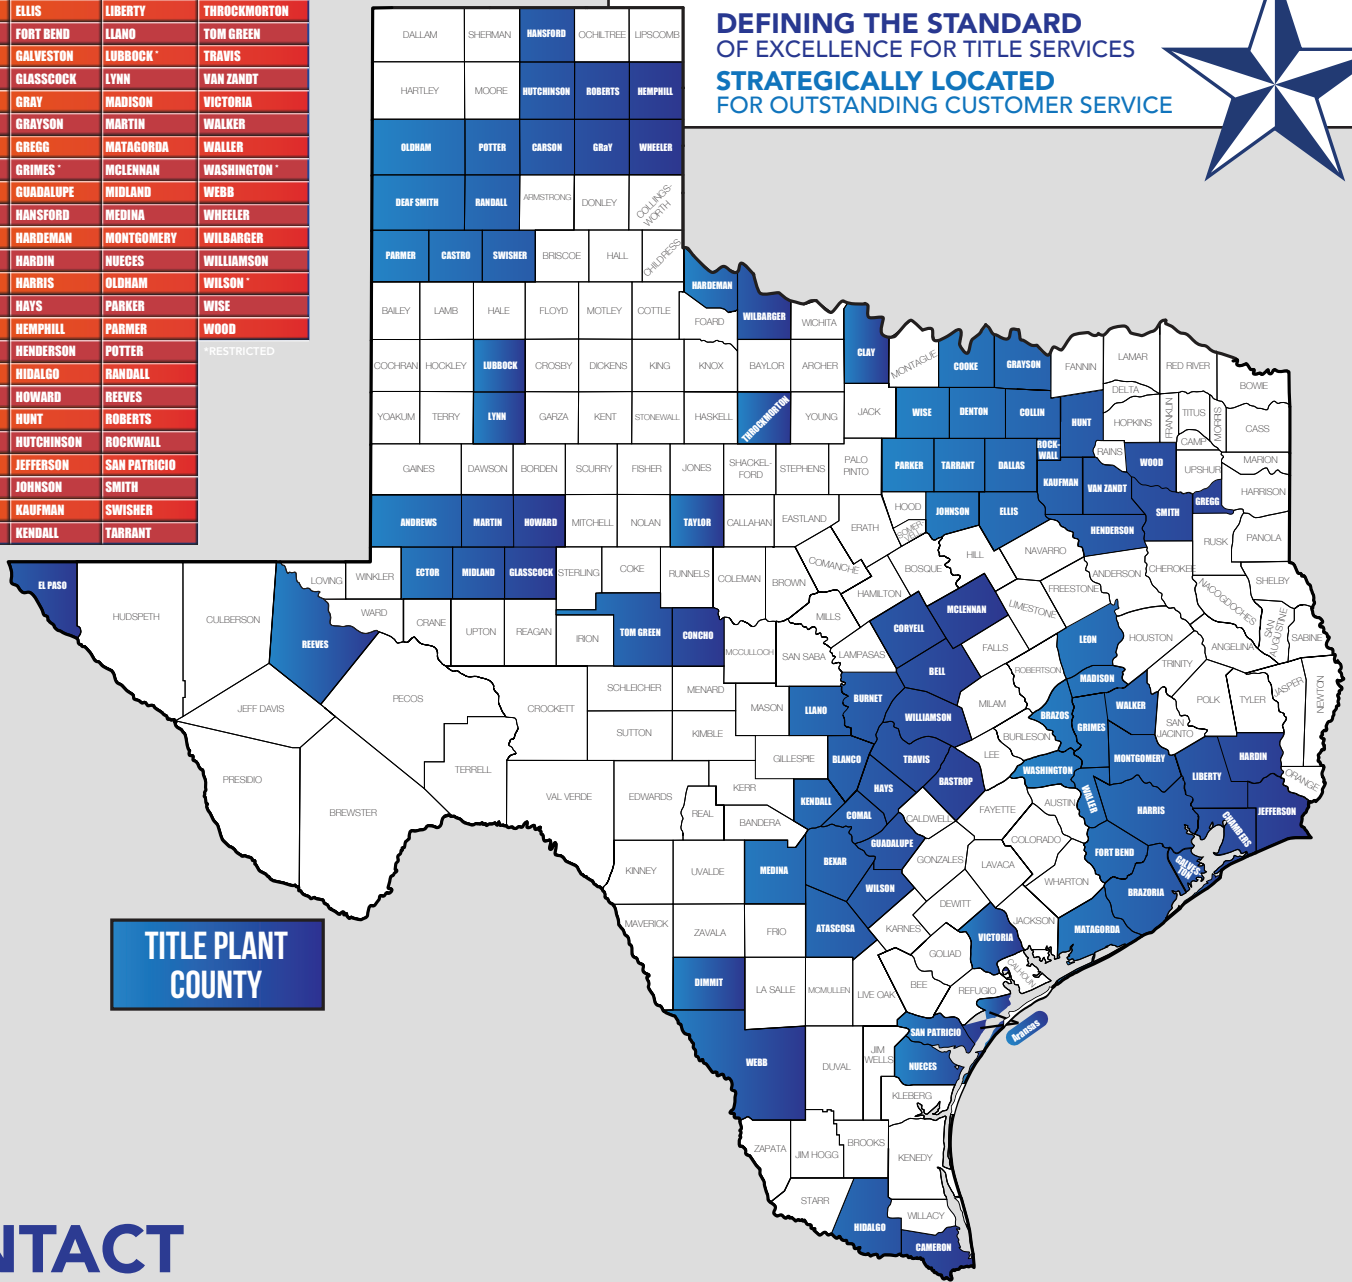 ELLIS LIBERTY THROCKMORTON
FORT BEND LLANO TOM GREEN
GALVESTON LUBBOCK * TRAVIS
GLASSCOCK LYNN VAN ZANDT
GRAY MADISON VICTORIA
GRAYSON MARTIN WALKER
GREGG MATAGORDA WALLER
GRIMES * MCLENNAN WASHINGTON *
GUADALUPE MIDLAND WEBB
HANSFORD MEDINA WHEELER
HARDEMAN MONTGOMERY WILBARGER
HARDIN NUECES WILLIAMSON
HARRIS OLDHAM WILSON *
HAYS PARKER WISE
HEMPHILL PARMER WOOD
HENDERSON POTTER *RESTRICTED
HIDALGO RANDALL
HOWARD REEVES
HUNT ROBERTS
HUTCHINSON ROCKWALL
JEFFERSON SAN PATRICIO
JOHNSON SMITH
KAUFMAN SWISHER
KENDALL TARRANT
DEFINING THE STANDARD
OF EXCELLENCE FOR TITLE SERVICES
STRATEGICALLY LOCATED
FOR OUTSTANDING CUSTOMER SERVICE
DALLAM SHERMAN HANSFORD OCHILTREE LIPSCOMB
HARTLEY MOORE HUTCHINSON ROBERTS HEMPHILL
OLDHAM POTTER CARSON GRaY WHEELER
DEAF SMITH RANDALL ARMSTRONG DONLEY COLLINGS-
WORTH
PARMER CASTRO SWISHER BRISCOE HALL CHILDRESS
HARDEMAN
BAILEY LAMB HALE FLOYD MOTLEY COTTLE FOARD WILBARGER WICHITA
COCHRAN HOCKLEY LUBBOCK CROSBY DICKENS KING KNOX BAYLOR ARCHER CLAY MONTAGUE COOKE GRAYSON FANNIN LAMAR RED RIVER BOWIE
DELTA
YOAKUM TERRY LYNN GARZA KENT STONEWALL HASKELL THROCKMORTON YOUNG JACK WISE DENTON COLLIN HUNT HOPKINS FRANKLIN TITUS MORRIS CASS
CAMP
ROCK-
WALL
RAINS
GAINES DAWSON BORDEN SCURRY FISHER JONES SHACKEL-
FORD
STEPHENS PALO
PINTO
PARKER TARRANT DALLAS KAUFMAN VAN ZANDT WOOD UPSHUR MARION
GREGG HARRISON
ANDREWS MARTIN HOWARD MITCHELL NOLAN TAYLOR CALLAHAN EASTLAND ERATH HOOD JOHNSON ELLIS HENDERSON SMITH RUSK PANOLA
SOMER
VELL
EL PASO HUDSPETH CULBERSON LOVING WINKLER ECTOR MIDLAND GLASSCOCK STERLING COKE RUNNELS COLEMAN BROWN COMANCHE BOSQUE HILL NAVARRO ANDERSON CHEROKEE SHELBY
HAMILTON FREESTONE NACOGDOCHES
REEVES WARD CRANE UPTON REAGAN IRION TOM GREEN CONCHO MILLS CORYELL MCLENNAN LIMESTONE LEON HOUSTON ANGELINA SAN
AUGUSTINE
SABINE
MCCULLOCH SAN SABA LAMPASAS BELL FALLS ROBERTSON MADISON TRINITY
JEFF DAVIS PECOS CROCKETT SCHLEICHER MENARD MASON LLANO BURNET WILLIAMSON MILAM BRAZOS GRIMES WALKER POLK TYLER JASPER NEWTON
SAN
JACINTO
SUTTON KIMBLE GILLESPIE BLANCO TRAVIS LEE BURLESON MONTGOMERY LIBERTY HARDIN
PRESIDIO BREWSTER TERRELL VAL VERDE EDWARDS KERR KENDALL HAYS BASTROP WASHINGTON WALLER ORANGE
REAL BANDERA COMAL CALDWELL FAYETTE AUSTIN HARRIS CHAMBERS JEFFERSON
KINNEY UVALDE MEDINA BEXAR GUADALUPE GONZALES LAVACA COLORADO FORT BEND GALVES-
TON
WILSON WHARTON BRAZORIA
MAVERICK ZAVALA FRIO ATASCOSA KARNES DEWITT VICTORIA JACKSON MATAGORDA
GOLIAD CALHOUN
DIMMIT LA SALLE MCMULLEN LIVE OAK BEE REFUGIO
SAN PATRICIO Aransas
WEBB DUVAL JIM
WELLS
NUECES
KLEBERG
ZAPATA JIM HOGG BROOKS KENEDY
STARR HIDALGO WILLACY
CAMERON
TITLE PLANT
COUNTY
NTACT